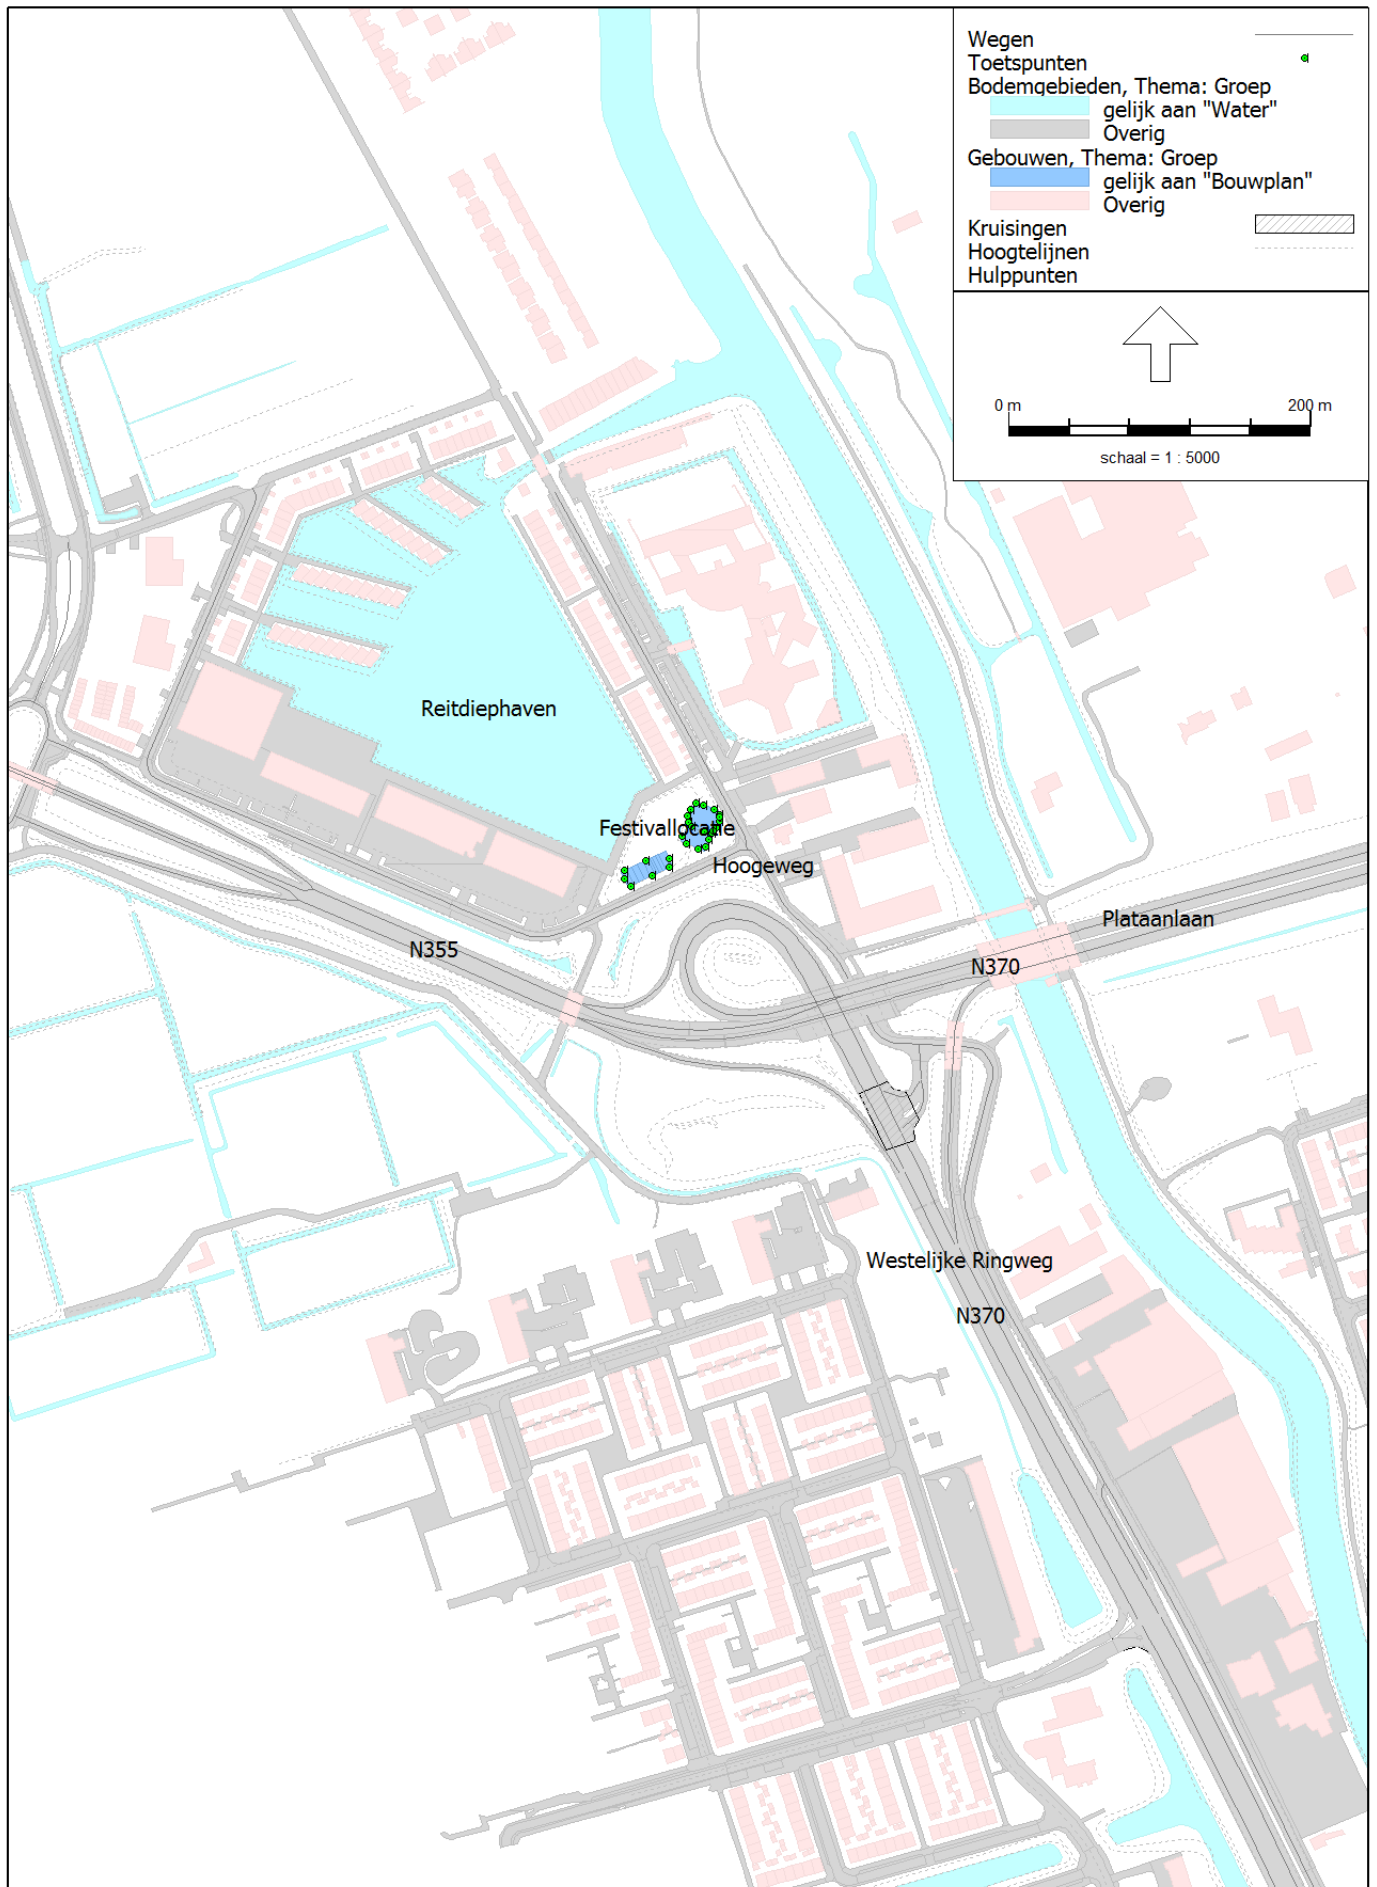 Wegen
Toetspunten
Bodemgebieden, Thema: Groep
gelijk aan "Water"
Overig
Gebouwen, Thema: Groep
gelijk aan "Bouwplan"
Overig
Kruisingen
Hoogtelijnen
Hulppunten
0 m 200 m
schaal = 1 : 5000
Reitdiephaven
Festivallocatie
Hoogeweg
Plataanlaan
N355
N370
Westelijke Ringweg
N370